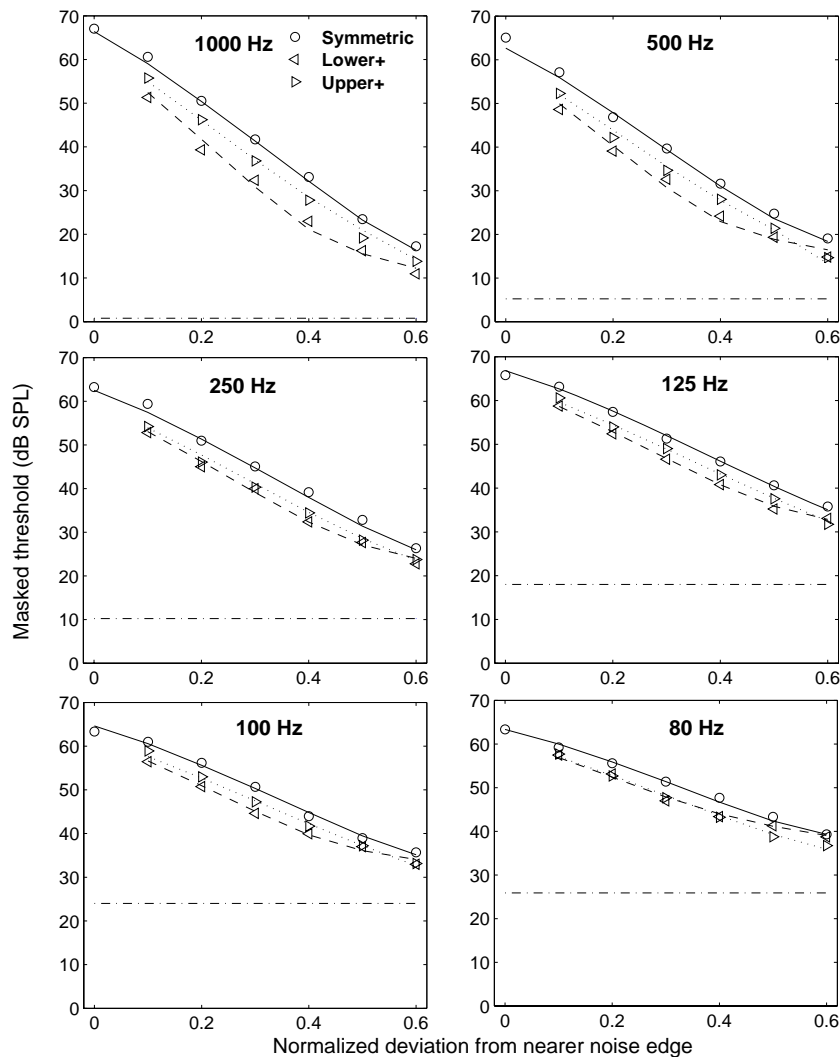 1000 Hz
Symmetric
Lower+
Upper+
70
60
50
40
30
20
10
0
0 0.2 0.4 0.6
500 Hz
70
60
50
40
30
20
10
0
0 0.2 0.4 0.6
Masked threshold (dB SPL)
250 Hz
70
60
50
40
30
20
10
0
0 0.2 0.4 0.6
125 Hz
70
60
50
40
30
20
10
0
0 0.2 0.4 0.6
100 Hz
70
60
50
40
30
20
10
0
0 0.2 0.4 0.6
80 Hz
70
60
50
40
30
20
10
0
0 0.2 0.4 0.6
Normalized deviation from nearer noise edge